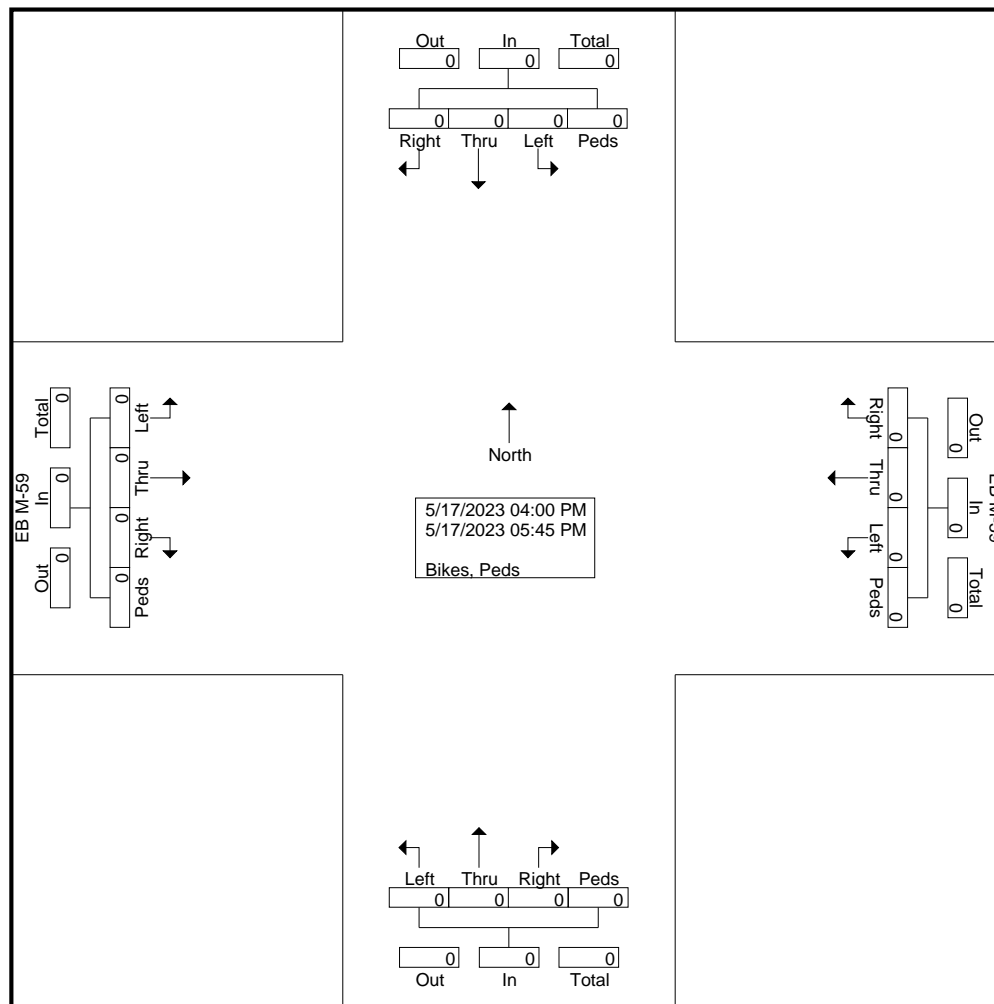 Out In Total
0 0 0
0 0 0 0
Right Thru Left Peds
EB M-59
Total In Out
0 0 0
0 0 0 0
Left Thru Right Peds
North
5/17/2023 04:00 PM
5/17/2023 05:45 PM
Bikes, Peds
Right Thru Left Peds
0 0 0 0
0 0 0
Out In Total
Left Thru Right Peds
0 0 0 0
0 0 0
Out In Total